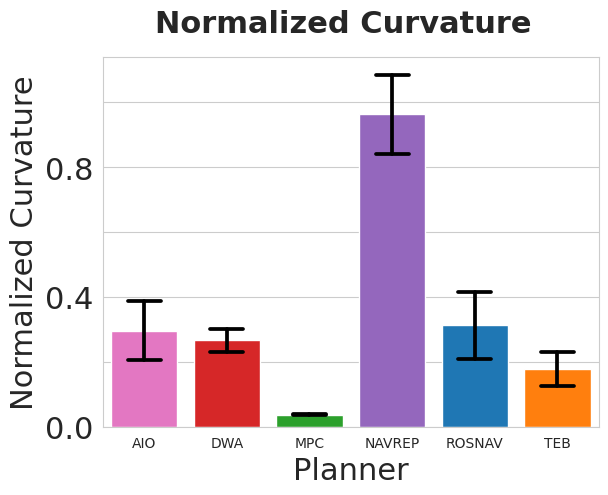 Normalized Curvature
Normalized Curvature
0.8
0.4
0.0
AIO DWA MPC NAVREP ROSNAV TEB
Planner